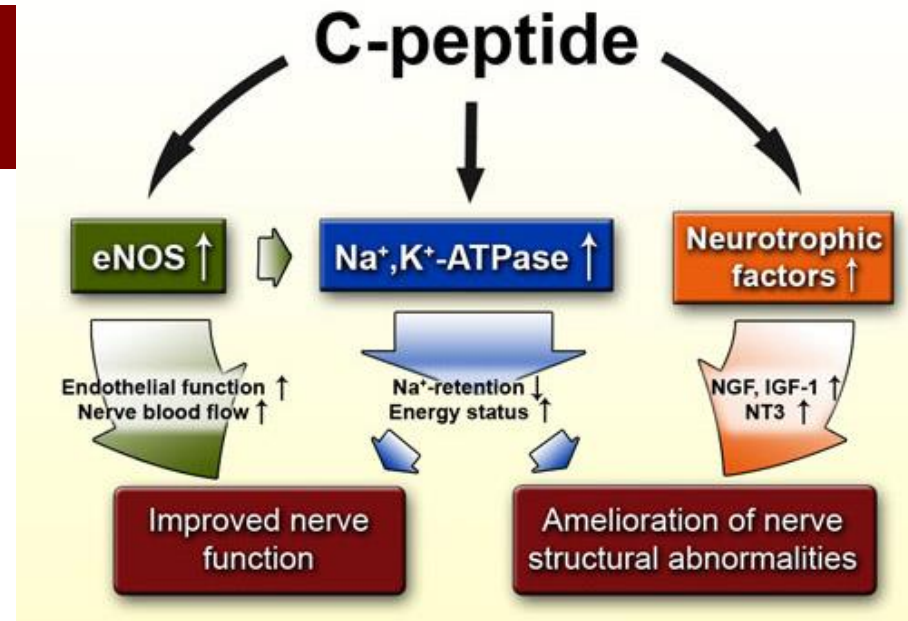 C-peptide
eNOS ↑
Na⁺,K⁺-ATPase ↑
Neurotrophic
factors ↑
Endothelial function ↑
Nerve blood flow ↑
Na⁺-retention ↓
Energy status ↑
NGF, IGF-1 ↑
NT3 ↑
Improved nerve
function
Amelioration of nerve
structural abnormalities